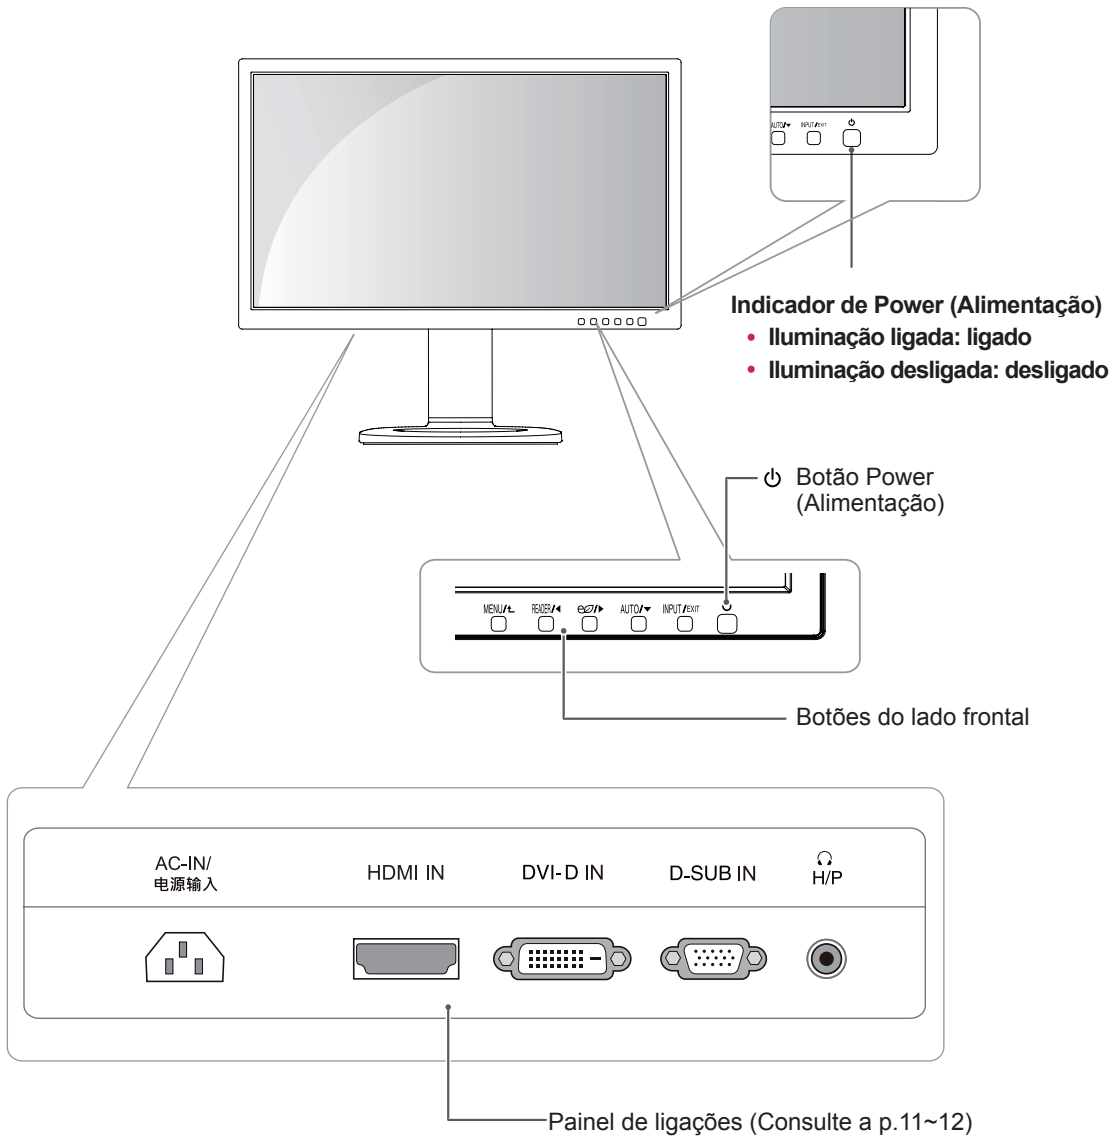 AUTO/▼ INPUT/EXIT
Indicador de Power (Alimentação)
• Iluminação ligada: ligado
• Iluminação desligada: desligado
Botão Power
(Alimentação)
MENU/ READER/◀ e/▶ AUTO/▼ INPUT/EXIT
Botões do lado frontal
AC-IN/
电源输入
HDMI IN
DVI-D IN
D-SUB IN
H/P
Painel de ligações (Consulte a p.11~12)